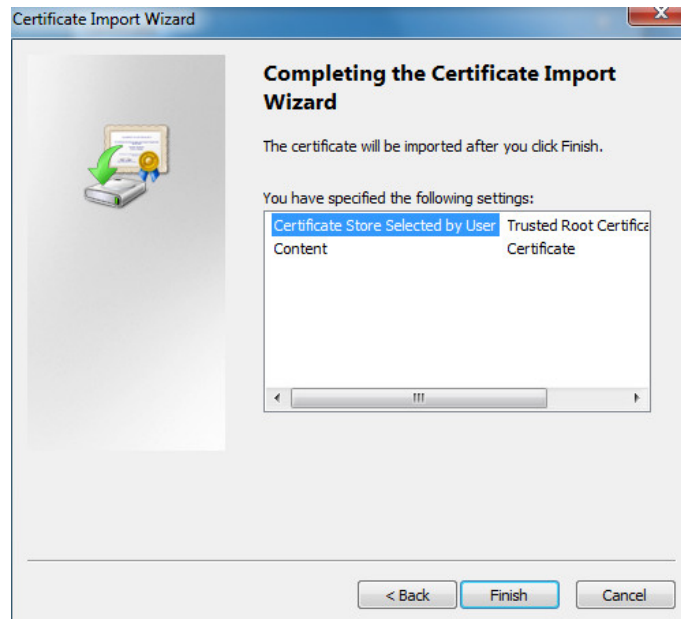 Certificate Import Wizard
Completing the Certificate Import
Wizard
The certificate will be imported after you click Finish.
You have specified the following settings:
Certificate Store Selected by User Trusted Root Certifica
Content Certificate
< Back Finish Cancel